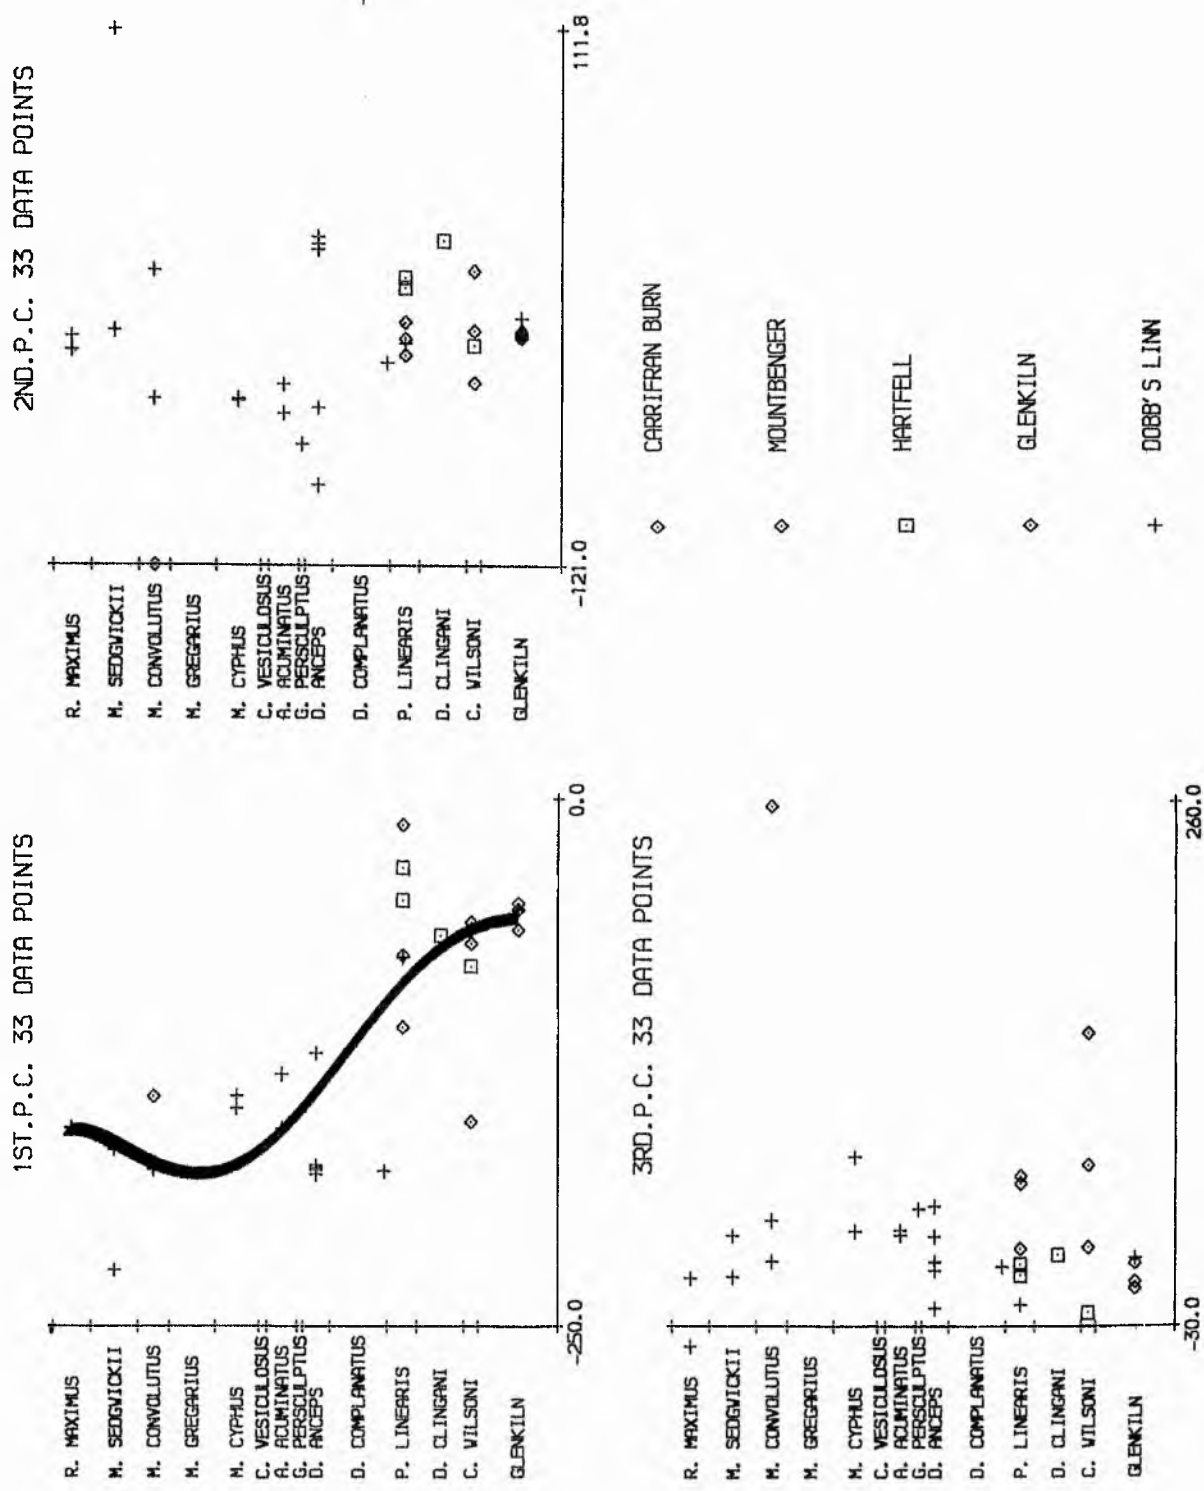 1ST.P.C. 33 DATA POINTS
R. MAXIMUS
M. SEDGWICKII
M. CONVOLUTUS
M. GREGARIUS
M. CYPHUS
C. VESICULOSUS
A. ACUMINATUS
G. PERSCULPTUS
D. ANCEPS
D. COMPLANATUS
P. LINEARIS
D. CLINGANI
C. WILSONI
GLENKILN
-250.0
0.0
2ND.P.C. 33 DATA POINTS
R. MAXIMUS
M. SEDGWICKII
M. CONVOLUTUS
M. GREGARIUS
M. CYPHUS
C. VESICULOSUS
A. ACUMINATUS
G. PERSCULPTUS
D. ANCEPS
D. COMPLANATUS
P. LINEARIS
D. CLINGANI
C. WILSONI
GLENKILN
-121.0
111.8
3RD.P.C. 33 DATA POINTS
R. MAXIMUS
M. SEDGWICKII
M. CONVOLUTUS
M. GREGARIUS
M. CYPHUS
C. VESICULOSUS
A. ACUMINATUS
G. PERSCULPTUS
D. ANCEPS
D. COMPLANATUS
P. LINEARIS
D. CLINGANI
C. WILSONI
GLENKILN
-30.0
260.0
CARRIFRAN BURN
MOUNTBENGER
HARTFELL
GLENKILN
DOBB'S LINN